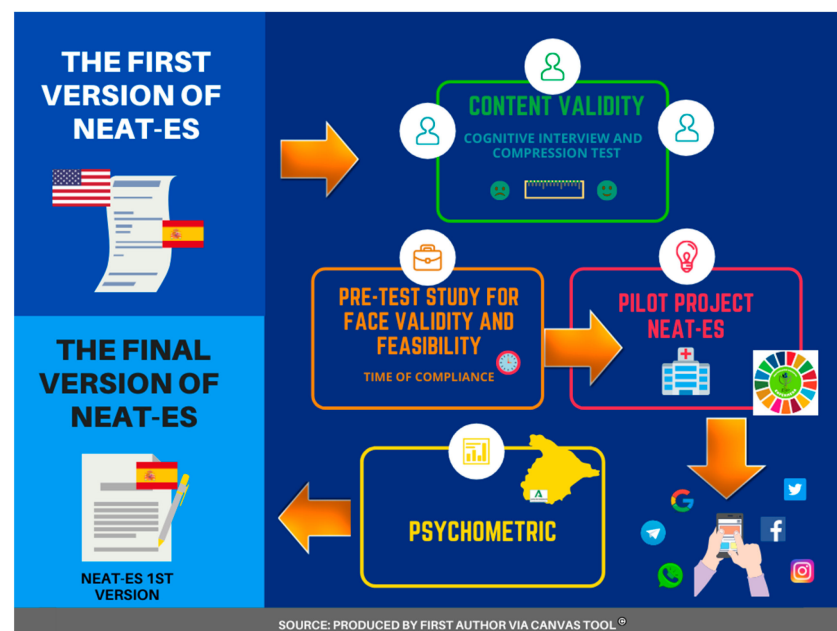 THE FIRST
VERSION OF
NEAT-ES
CONTENT VALIDITY
COGNITIVE INTERVIEW AND
COMPRESSION TEST
PRE-TEST STUDY FOR
FACE VALIDITY AND
FEASIBILITY
TIME OF COMPLIANCE
PILOT PROJECT
NEAT-ES
THE FINAL
VERSION OF
NEAT-ES
NEAT-ES 1ST
VERSION
PSYCHOMETRIC
SOURCE: PRODUCED BY FIRST AUTHOR VIA CANVAS TOOL©